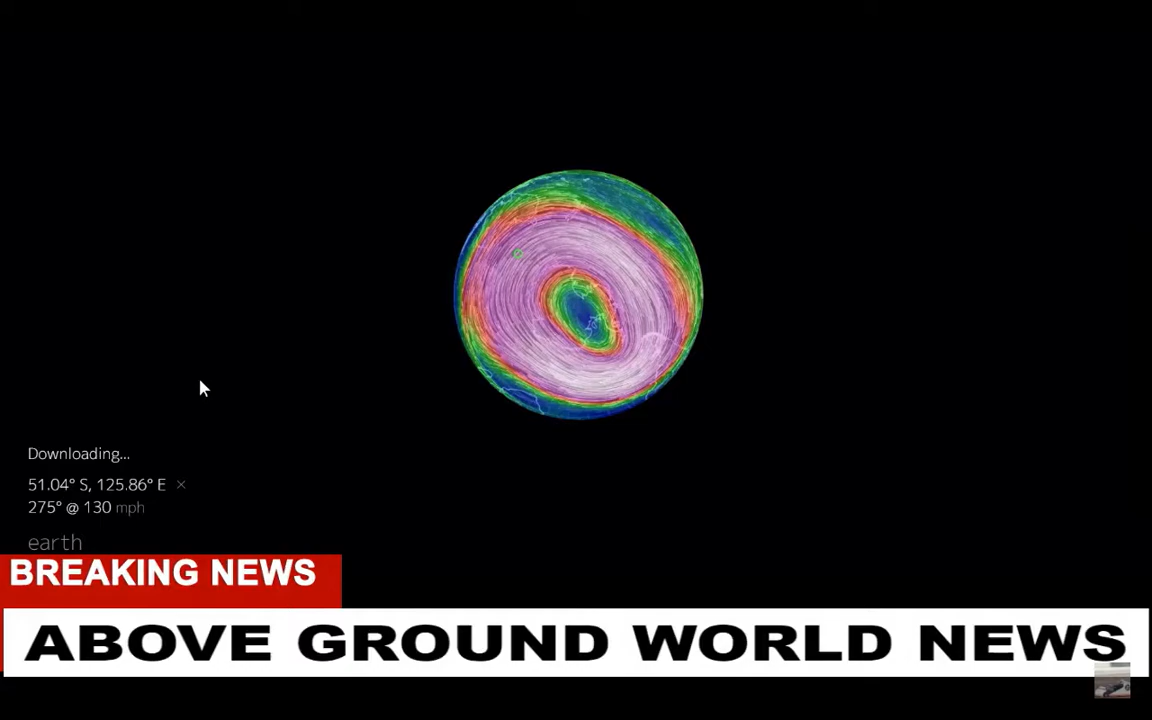 Downloading...
51.04° S, 125.86° E ×
275° @ 130 mph
earth
BREAKING NEWS
ABOVE GROUND WORLD NEWS